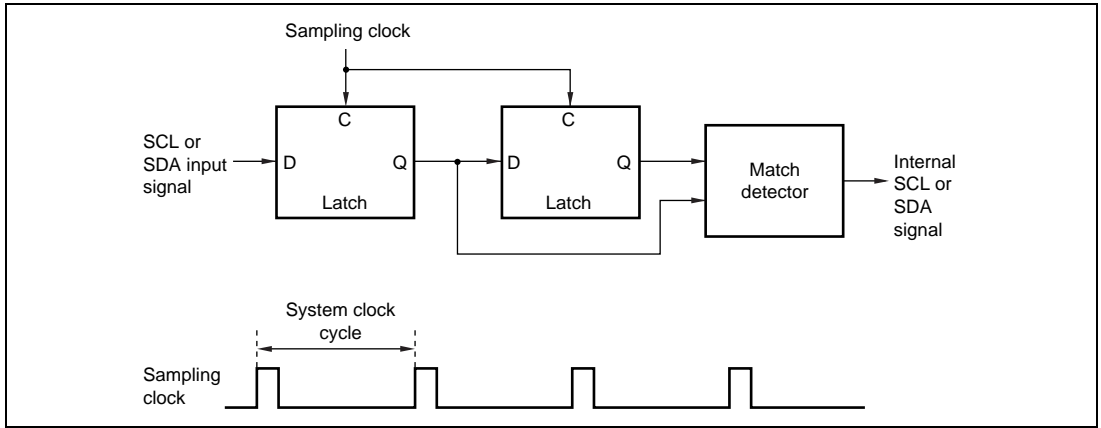 Sampling clock
C
C
SCL or
SDA input
signal
D
Q
D
Q
Latch
Latch
Match
detector
Internal
SCL or
SDA
signal
System clock
cycle
Sampling
clock